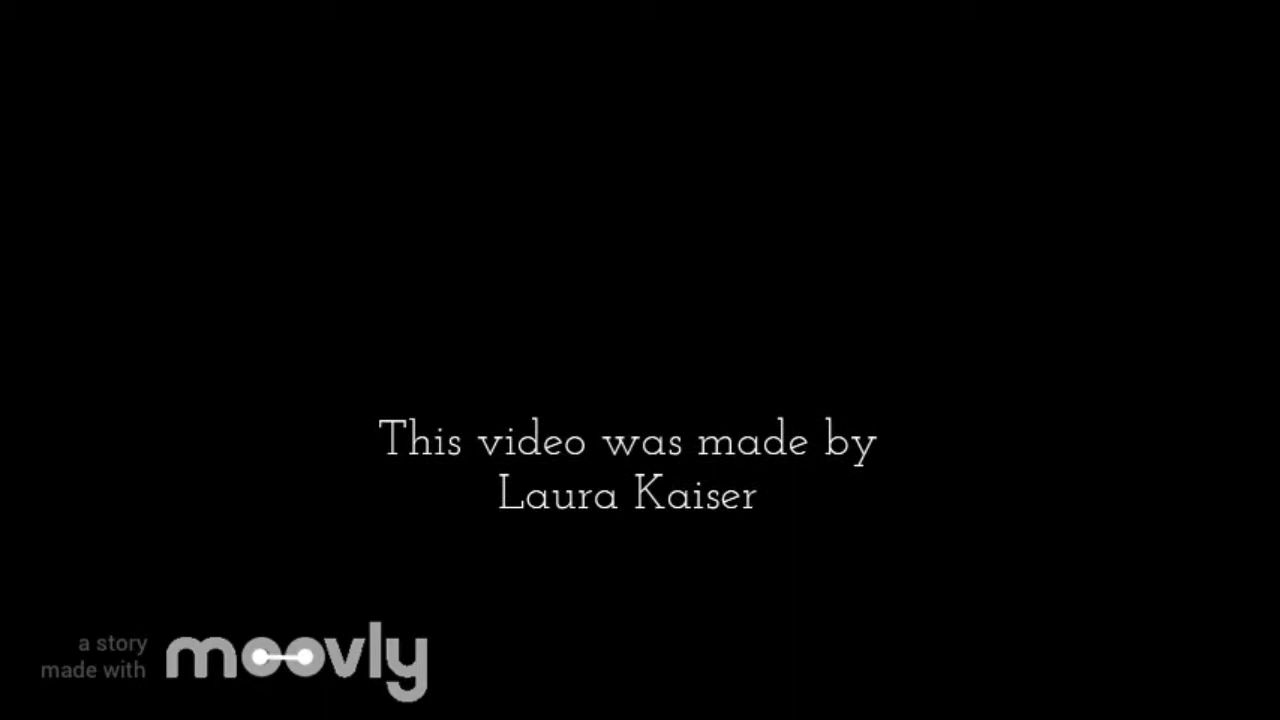 This video was made by
Laura Kaiser
a story
made with
moovly